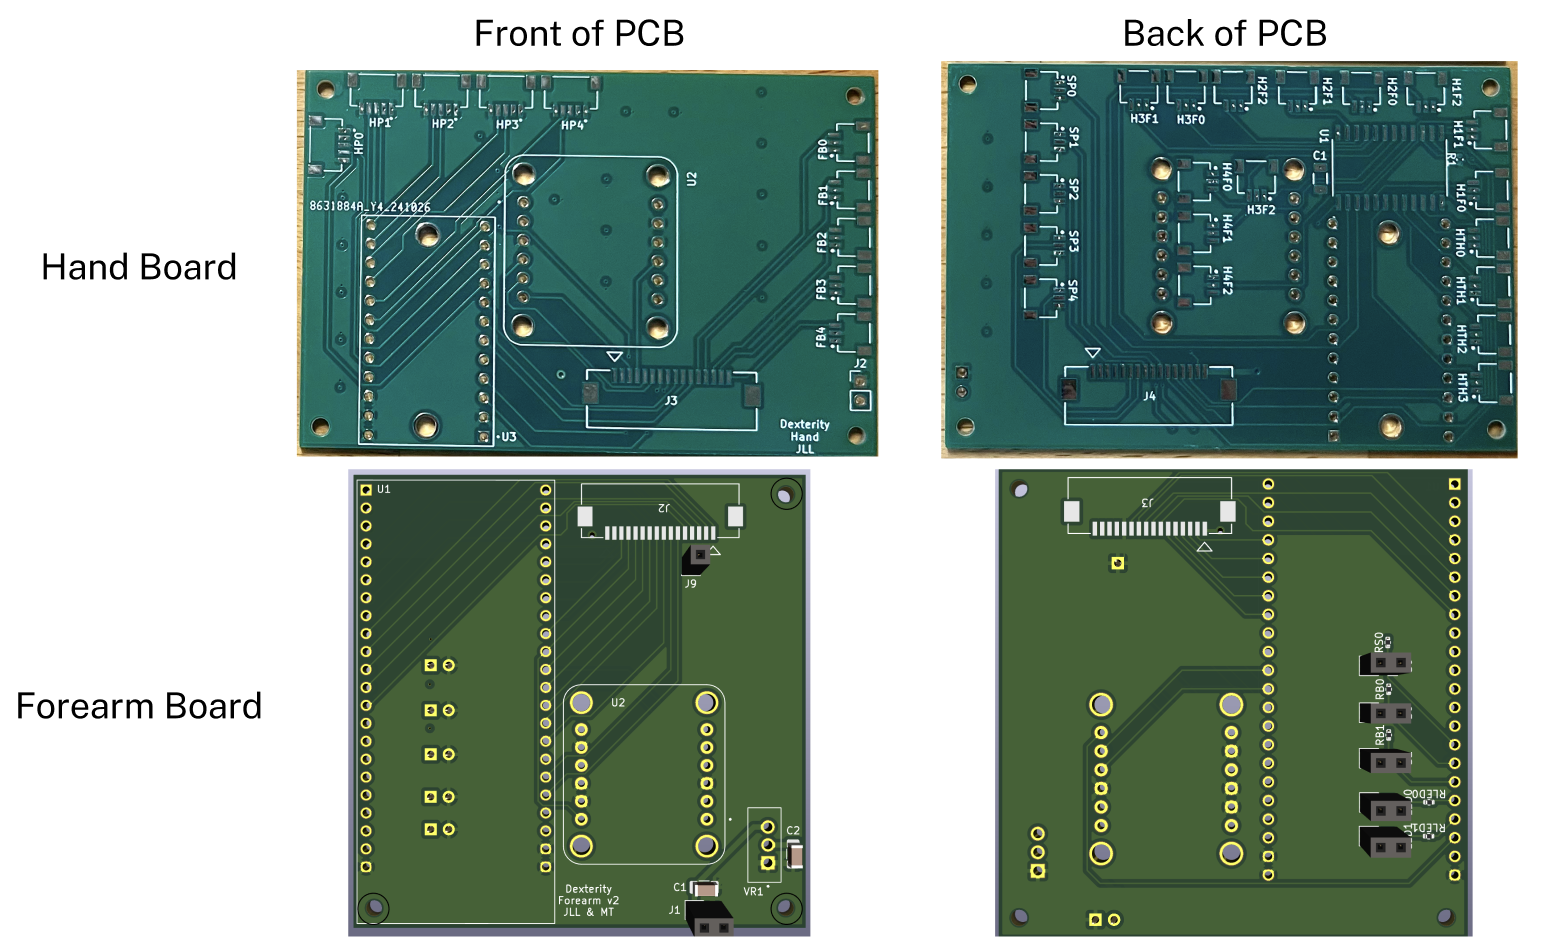 Front of PCB
Back of PCB
Hand Board
HP0
HP1
HP2
HP3
HP4
8631884A_Y4_241026
U2
FB0
FB1
FB2
FB3
FB4
J2
J3
U3
Dexterity
Hand
JLL
SP0
SP1
SP2
SP3
SP4
H3F1
H3F0
H2F2
H2F1
H2F0
H1F2
H1F1
H1F0
U1
R1
C1
H4F0
H4F1
H4F2
H3F2
HTH0
HTH1
HTH2
HTH3
J4
Forearm Board
U1
J2
J9
U2
C2
VR1
C1
J1
Dexterity
Forearm v2
JLL & MT
J3
RS0
RB0
RB1
RLED0
RLED1